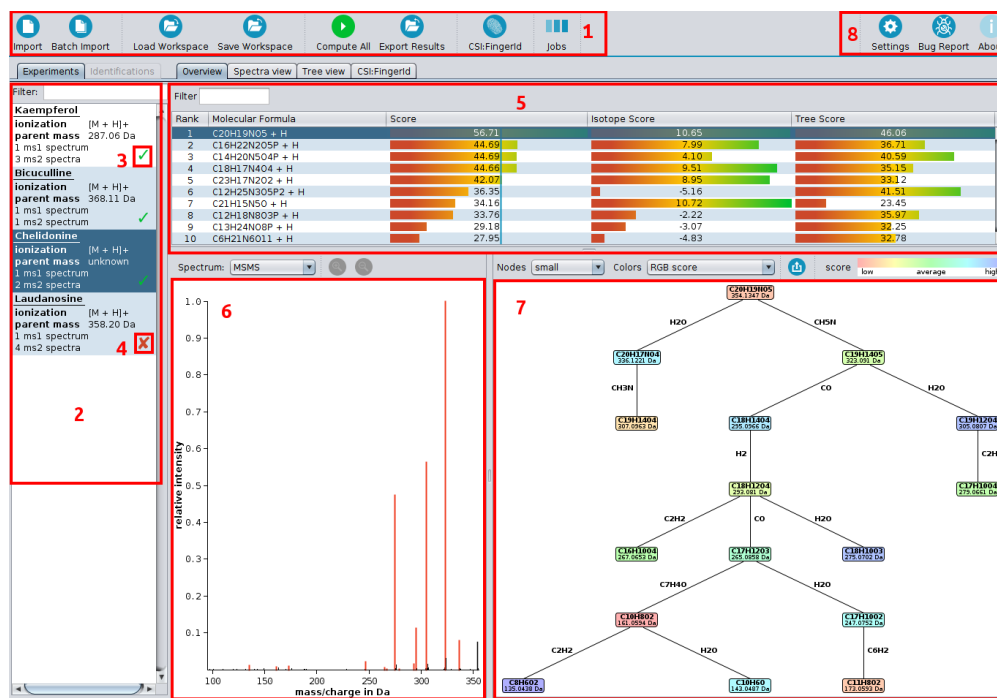 Import Batch Import Load Workspace Save Workspace Compute All Export Results CSI:FingerId Jobs 1 8 Settings Bug Report Abou
Experiments Identifications Overview Spectra view Tree view CSI:FingerId
Filter:
Kaempferol
ionization [M + H]+
parent mass 287.06 Da
1 ms1 spectrum
3 ms2 spectra
3 ✓
Bicuculline
ionization [M + H]+
parent mass 368.11 Da
1 ms1 spectrum
1 ms2 spectrum
✓
Chelidonine
ionization [M + H]+
parent mass unknown
1 ms1 spectrum
2 ms2 spectra
✓
Laudanosine
ionization [M + H]+
parent mass 358.20 Da
1 ms1 spectrum
4 ms2 spectra
4 ✘
2
Filter 5
Rank Molecular Formula Score Isotope Score Tree Score
1 C20H19NO5 + H 56.71 10.65 46.06
2 C16H22N2O5P + H 44.69 7.99 36.71
3 C14H20N5O4P + H 44.69 4.10 40.59
4 C18H17N4O4 + H 44.66 9.51 35.15
5 C23H17N2O2 + H 42.07 8.95 33.12
6 C12H25N3O5P2 + H 36.35 -5.16 41.51
7 C21H15N5O + H 34.16 10.72 23.45
8 C12H18N8O3P + H 33.76 -2.22 35.97
9 C13H24NO8P + H 29.18 -3.07 32.25
10 C6H21N6O11 + H 27.95 -4.83 32.78
Spectrum: MSMS
6
1.0
0.9
0.8
0.7
0.6
0.5
0.4
0.3
0.2
0.1
relative intensity
100 150 200 250 300 350
mass/charge in Da
Nodes small Colors RGB score score low average high
7
C20H19NO5
354.1347 Da
H2O CH5N
C20H17NO4
336.1221 Da
C19H14O5
323.091 Da
CH3N CO H2O
C19H14O4
307.0963 Da
C18H14O4
295.0966 Da
C19H12O4
305.0807 Da
H2 C2H
C18H12O4
293.081 Da
C17H10O4
279.0661 Da
C2H2 CO H2O
C16H10O4
267.0653 Da
C17H12O3
265.0858 Da
C18H10O3
275.0702 Da
C7H4O H2O
C10H8O2
161.0594 Da
C17H10O2
247.0752 Da
C2H2 H2O C6H2
C8H6O2
135.0438 Da
C10H6O
143.0487 Da
C11H8O2
173.0593 Da